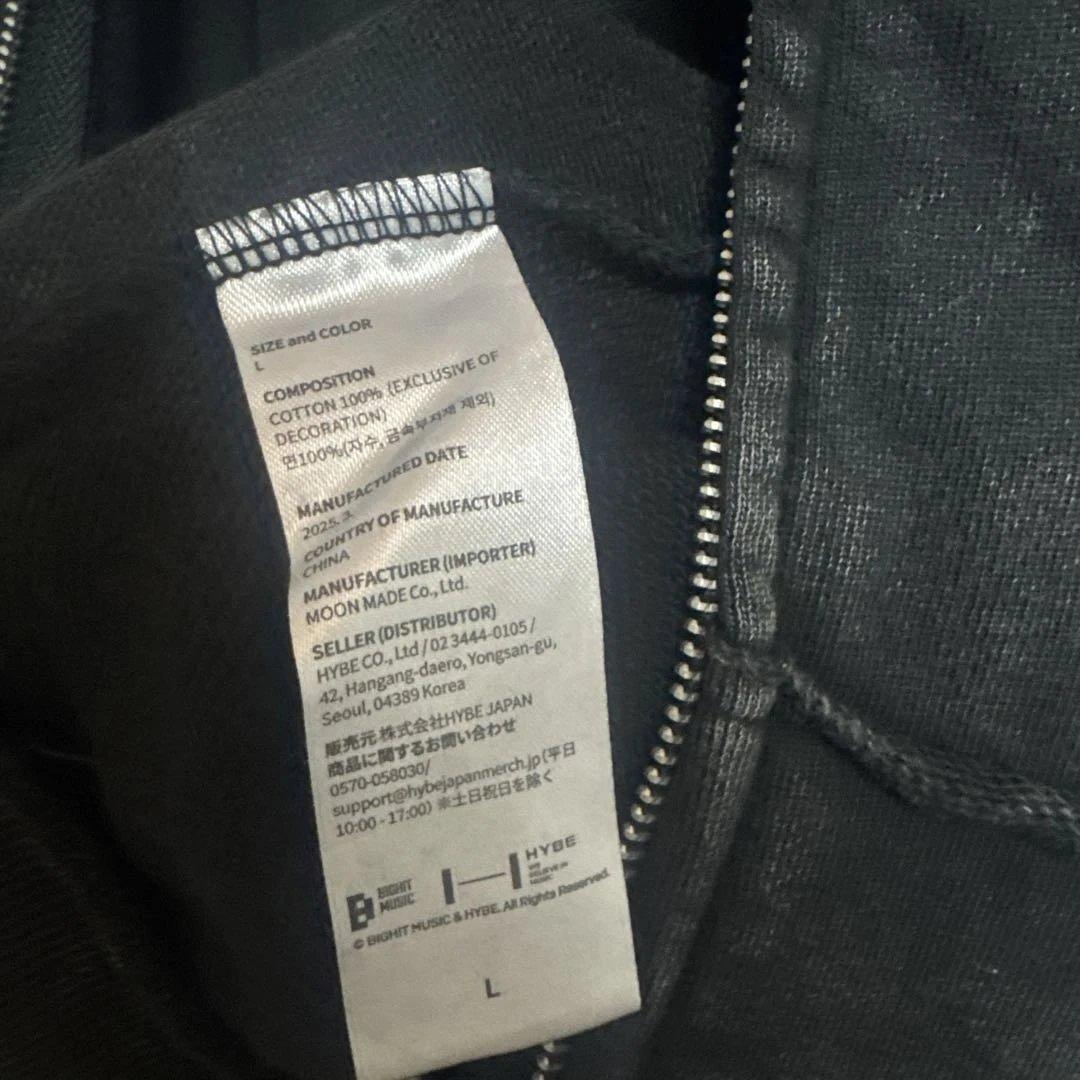 SIZE and COLOR
L
COMPOSITION
COTTON 100% (EXCLUSIVE OF
DECORATION)
면100%(자수, 금속부자재 제외)
MANUFACTURED DATE
2025. 3.
COUNTRY OF MANUFACTURE
CHINA
MANUFACTURER (IMPORTER)
MOON MADE Co., Ltd.
SELLER (DISTRIBUTOR)
HYBE CO., Ltd / 02 3444-0105 /
42, Hangang-daero, Yongsan-gu,
Seoul, 04389 Korea
販売元 株式会社HYBE JAPAN
商品に関するお問い合わせ
0570-058030/
support@hybejapanmerch.jp (平日
10:00 - 17:00) ※土日祝日を除く
BIGHIT
MUSIC
HYBE
WE
BELIEVE IN
MUSIC
© BIGHIT MUSIC & HYBE. All Rights Reserved.
L